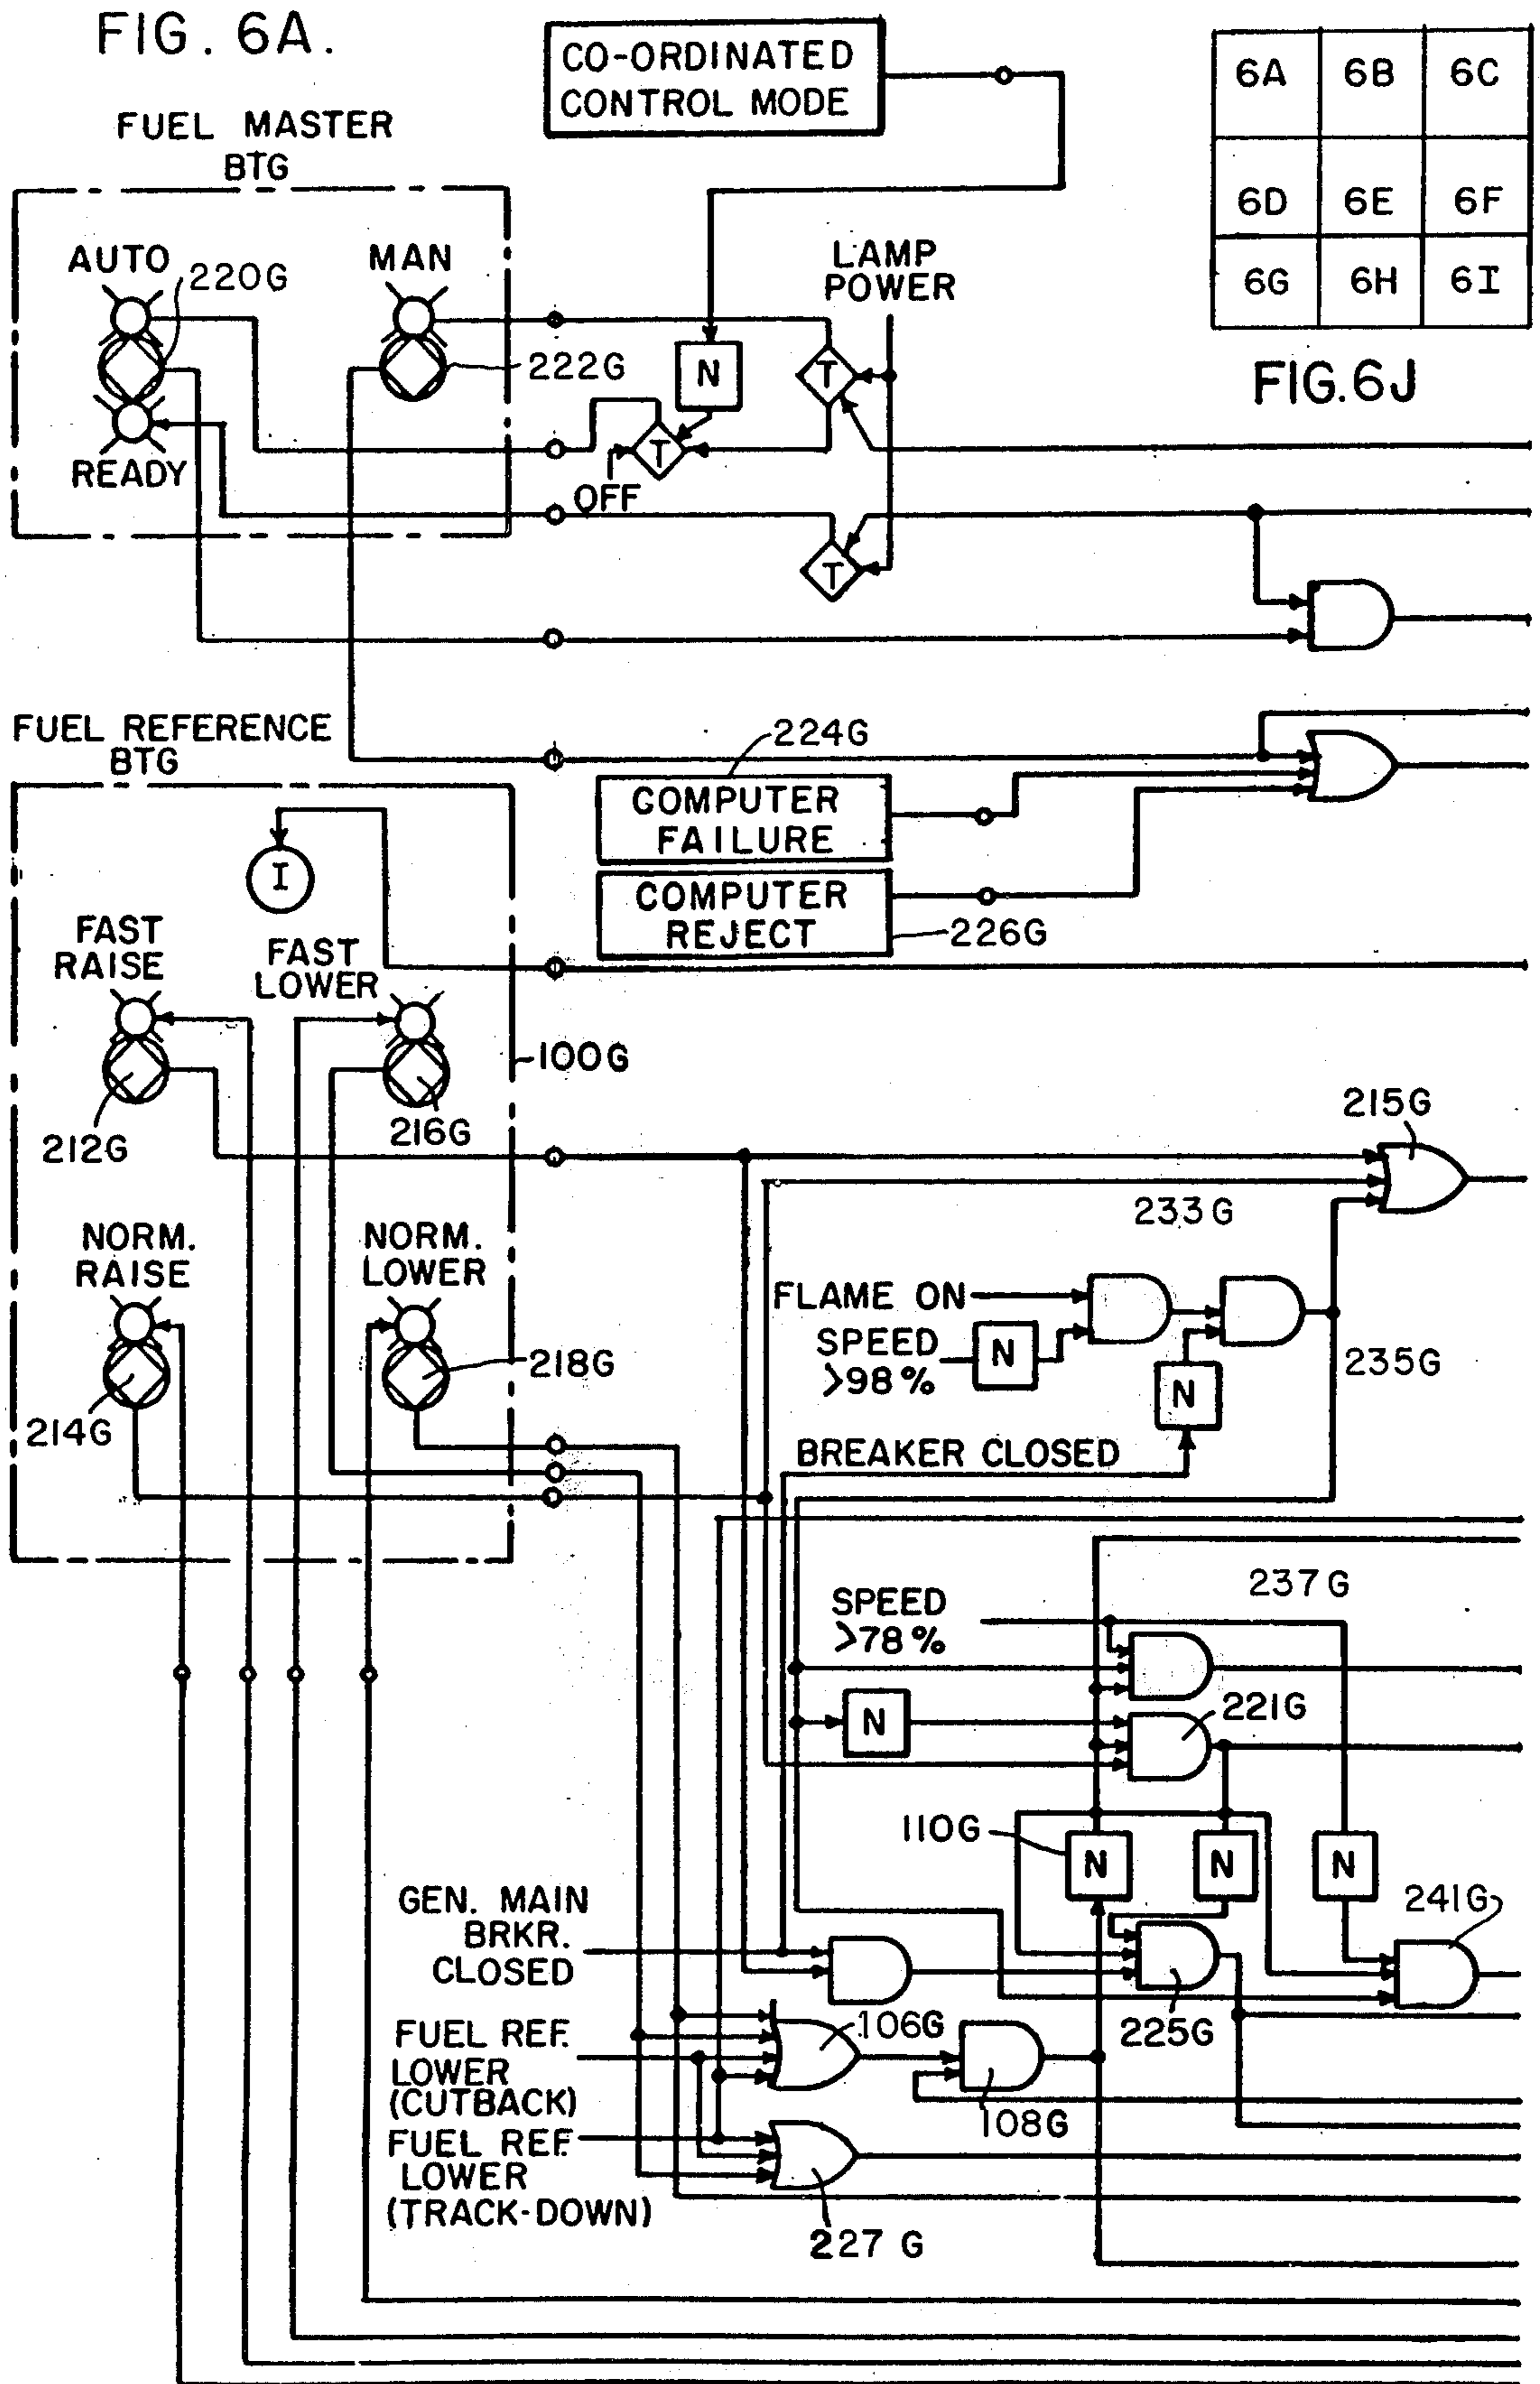 FIG. 6A.
CO-ORDINATED
CONTROL MODE
6A 6B 6C
6D 6E 6F
6G 6H 6I
FIG.6J
FUEL MASTER
BTG
AUTO
220G
MAN
222G
READY
LAMP
POWER
N
T
T
OFF
T
FUEL REFERENCE
BTG
224G
COMPUTER
FAILURE
COMPUTER
REJECT
226G
I
FAST
RAISE
FAST
LOWER
100G
212G
216G
215G
233G
NORM.
RAISE
NORM.
LOWER
FLAME ON
SPEED
>98%
N
N
235G
218G
214G
BREAKER CLOSED
237G
SPEED
>78%
N
221G
110G
N
N
N
241G
GEN. MAIN
BRKR.
CLOSED
225G
106G
FUEL REF.
LOWER
(CUTBACK)
108G
FUEL REF.
LOWER
(TRACK-DOWN)
227 G